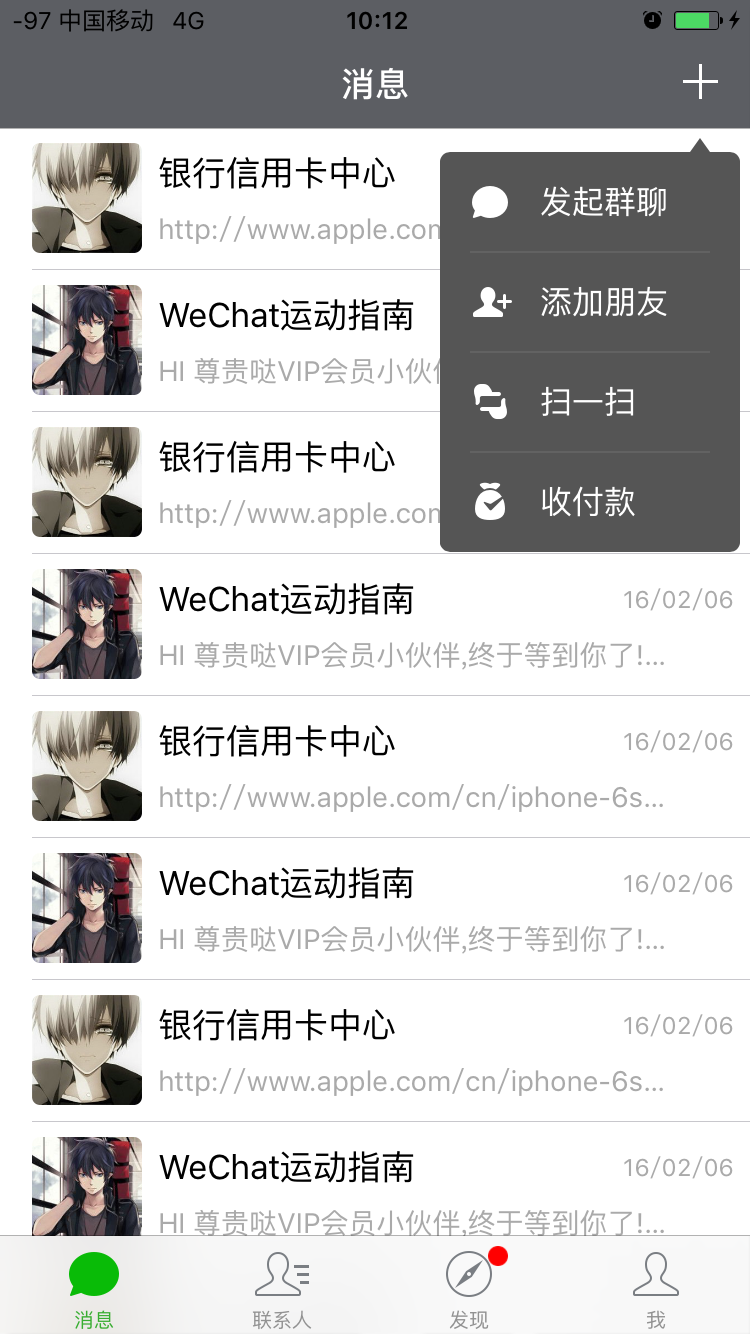 -97 中国移动 4G 10:12
消息
银行信用卡中心
http://www.apple.com
发起群聊
WeChat运动指南
HI 尊贵哒VIP会员小伙
添加朋友
扫一扫
银行信用卡中心
http://www.apple.com
收付款
WeChat运动指南 16/02/06
HI 尊贵哒VIP会员小伙伴,终于等到你了!...
银行信用卡中心 16/02/06
http://www.apple.com/cn/iphone-6s...
WeChat运动指南 16/02/06
HI 尊贵哒VIP会员小伙伴,终于等到你了!...
银行信用卡中心 16/02/06
http://www.apple.com/cn/iphone-6s...
WeChat运动指南 16/02/06
HI 尊贵哒VIP会员小伙伴,终于等到你了!...
消息 联系人 发现 我